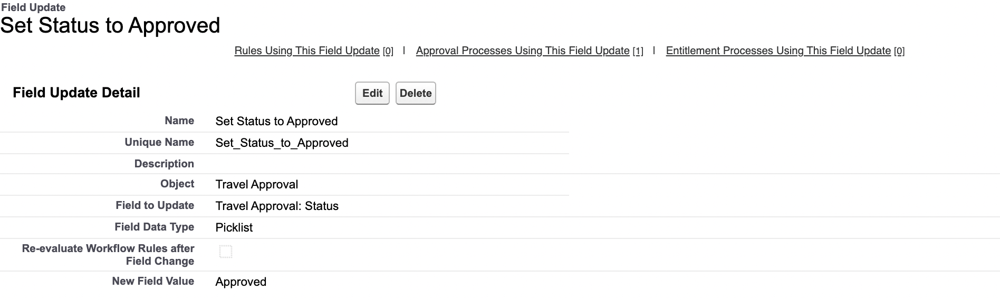 Field Update
Set Status to Approved
Rules Using This Field Update [0] | Approval Processes Using This Field Update [1] | Entitlement Processes Using This Field Update [0]
Field Update Detail
Edit Delete
Name Set Status to Approved
Unique Name Set_Status_to_Approved
Description
Object Travel Approval
Field to Update Travel Approval: Status
Field Data Type Picklist
Re-evaluate Workflow Rules after
Field Change
New Field Value Approved